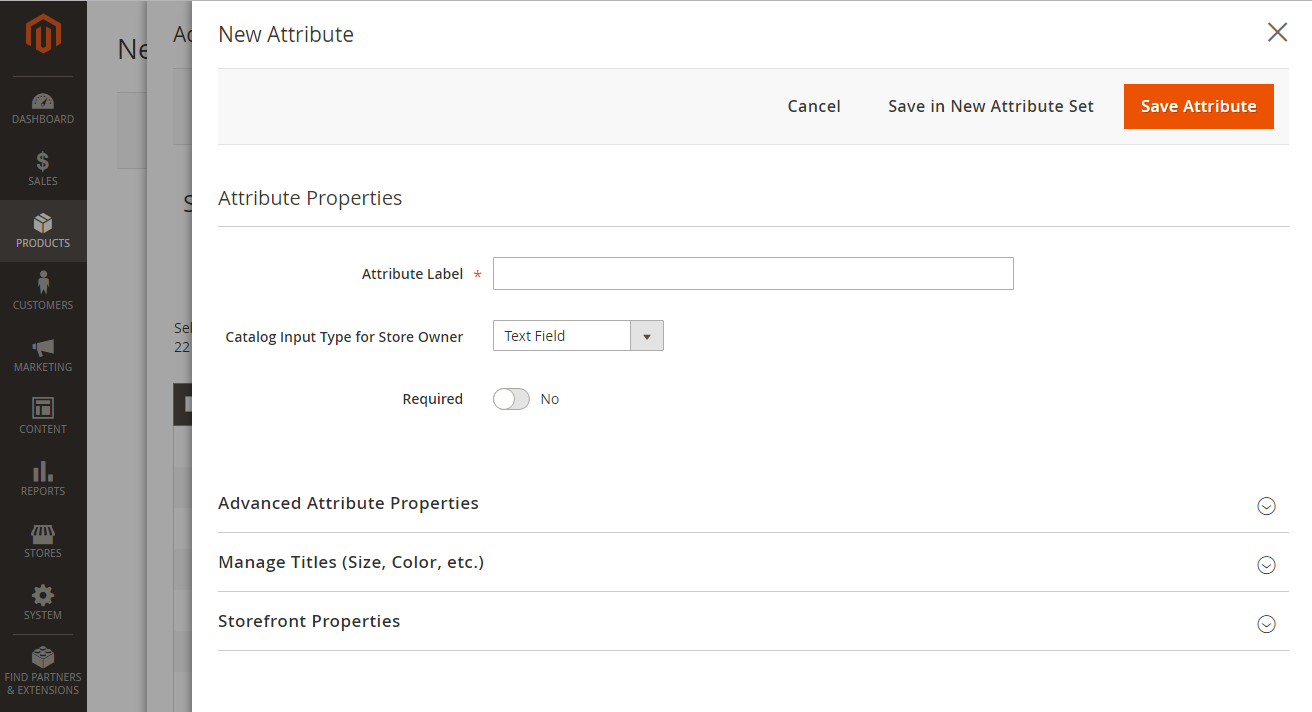 New Attribute
Cancel
Save in New Attribute Set
Save Attribute
DASHBOARD
SALES
PRODUCTS
CUSTOMERS
MARKETING
CONTENT
REPORTS
STORES
SYSTEM
FIND PARTNERS
& EXTENSIONS
Ne
Ad
S
Sel
22
Attribute Properties
Attribute Label *
Catalog Input Type for Store Owner Text Field
Required No
Advanced Attribute Properties
Manage Titles (Size, Color, etc.)
Storefront Properties